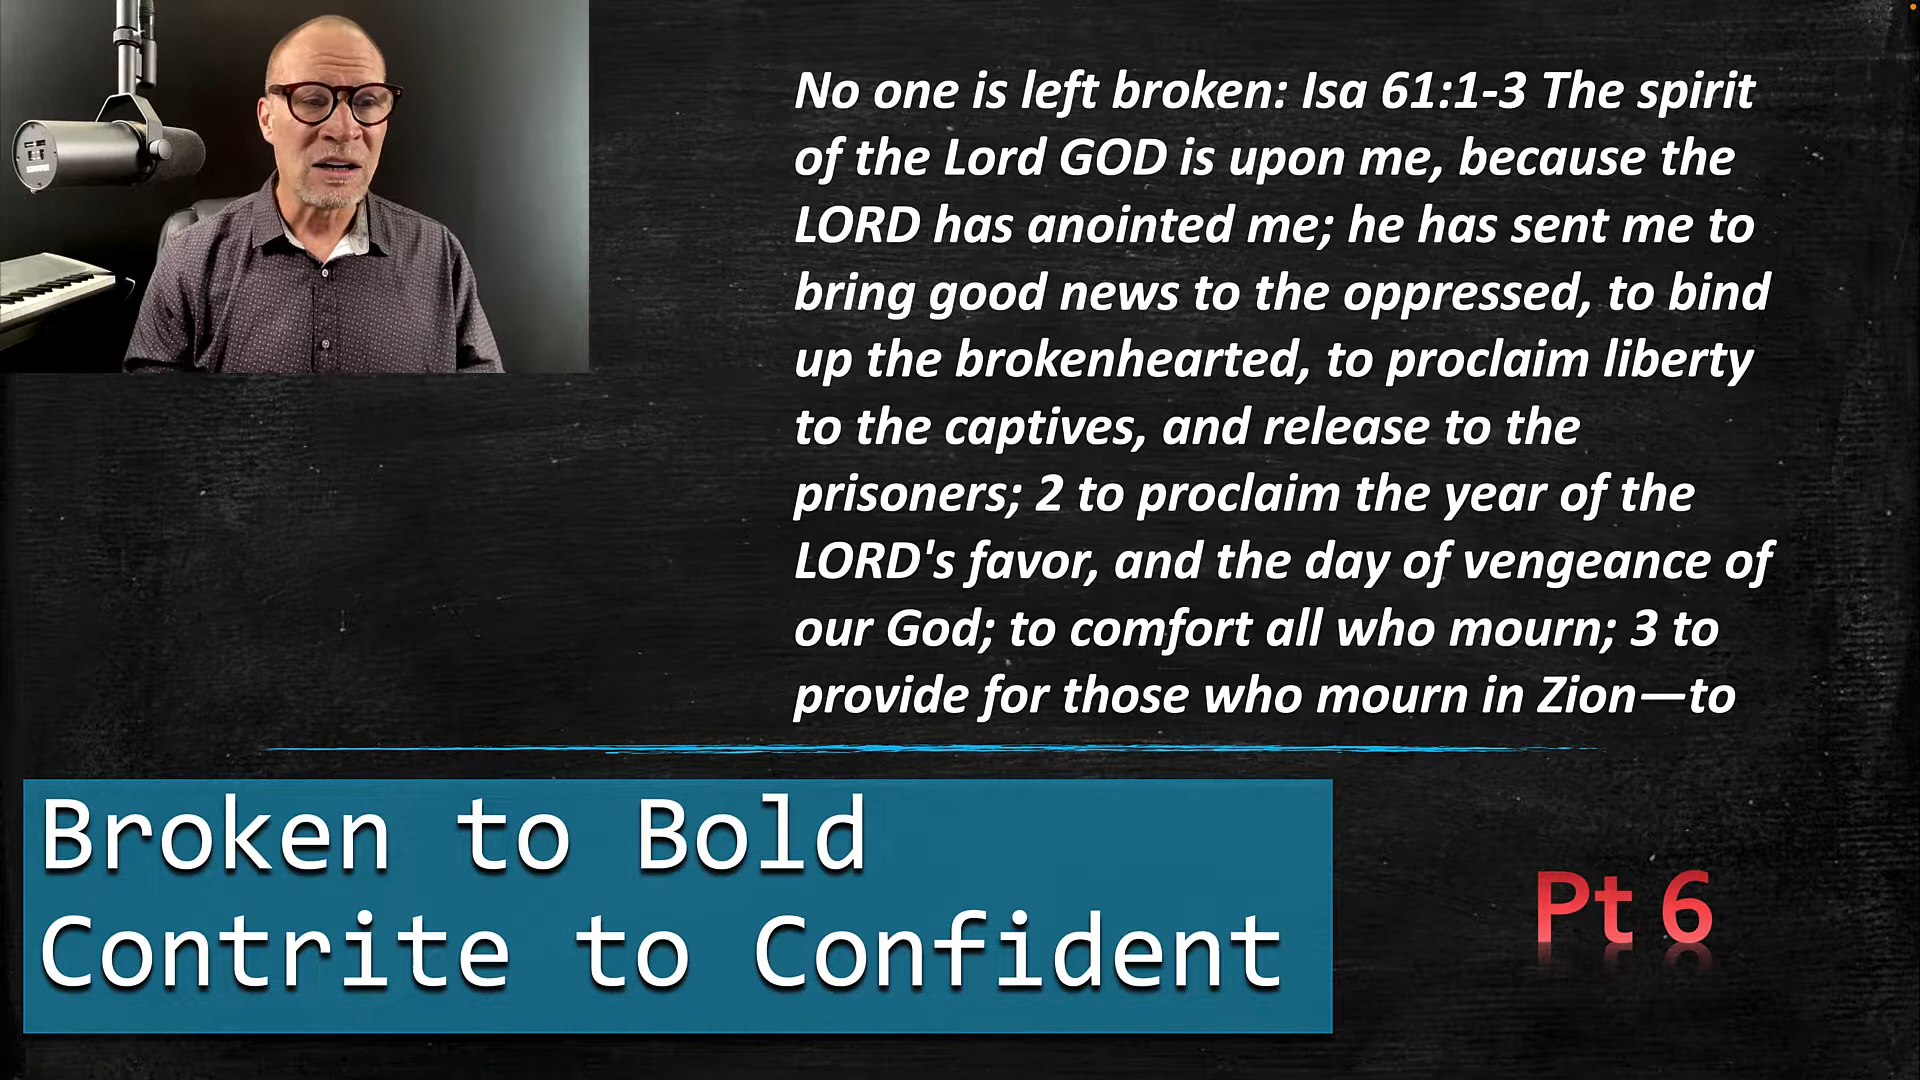 No one is left broken: Isa 61:1-3 The spirit
of the Lord GOD is upon me, because the
LORD has anointed me; he has sent me to
bring good news to the oppressed, to bind
up the brokenhearted, to proclaim liberty
to the captives, and release to the
prisoners; 2 to proclaim the year of the
LORD's favor, and the day of vengeance of
our God; to comfort all who mourn; 3 to
provide for those who mourn in Zion—to
Broken to Bold
Contrite to Confident
Pt 6
SHURE